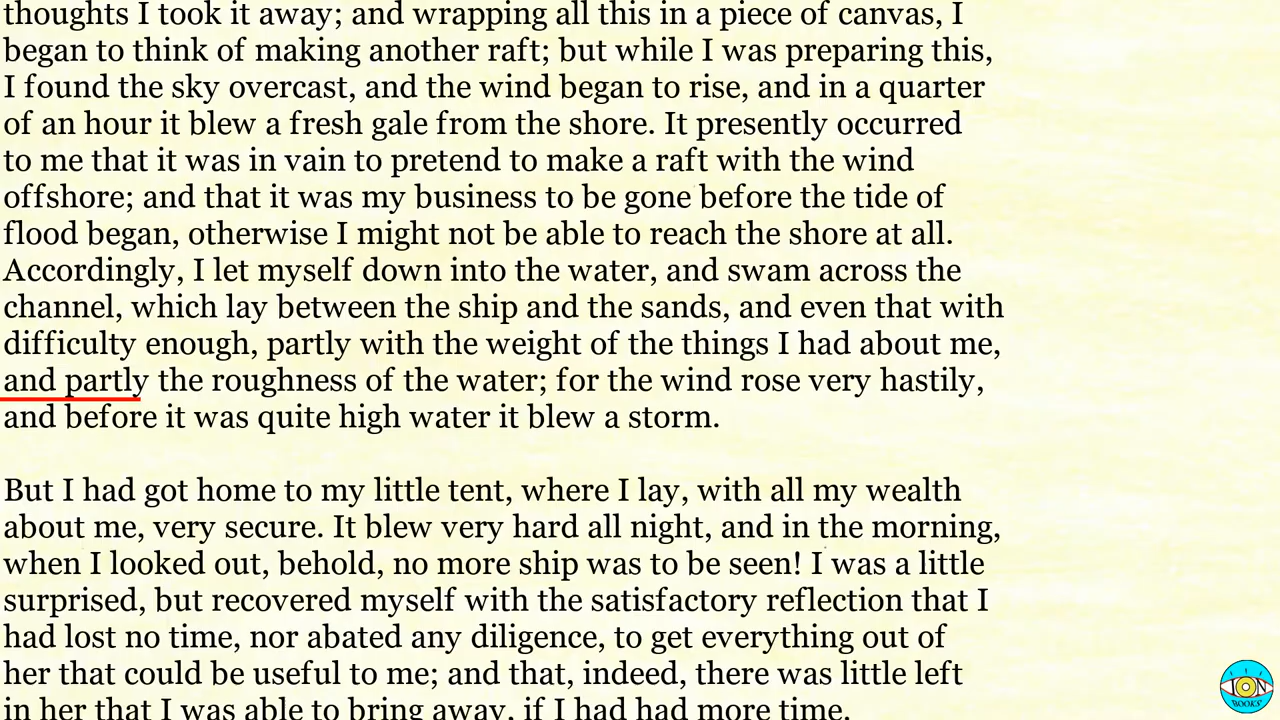 thoughts I took it away; and wrapping all this in a piece of canvas, I
began to think of making another raft; but while I was preparing this,
I found the sky overcast, and the wind began to rise, and in a quarter
of an hour it blew a fresh gale from the shore. It presently occurred
to me that it was in vain to pretend to make a raft with the wind
offshore; and that it was my business to be gone before the tide of
flood began, otherwise I might not be able to reach the shore at all.
Accordingly, I let myself down into the water, and swam across the
channel, which lay between the ship and the sands, and even that with
difficulty enough, partly with the weight of the things I had about me,
and partly the roughness of the water; for the wind rose very hastily,
and before it was quite high water it blew a storm.
But I had got home to my little tent, where I lay, with all my wealth
about me, very secure. It blew very hard all night, and in the morning,
when I looked out, behold, no more ship was to be seen! I was a little
surprised, but recovered myself with the satisfactory reflection that I
had lost no time, nor abated any diligence, to get everything out of
her that could be useful to me; and that, indeed, there was little left
in her that I was able to bring away, if I had had more time.
ION
BOOKS